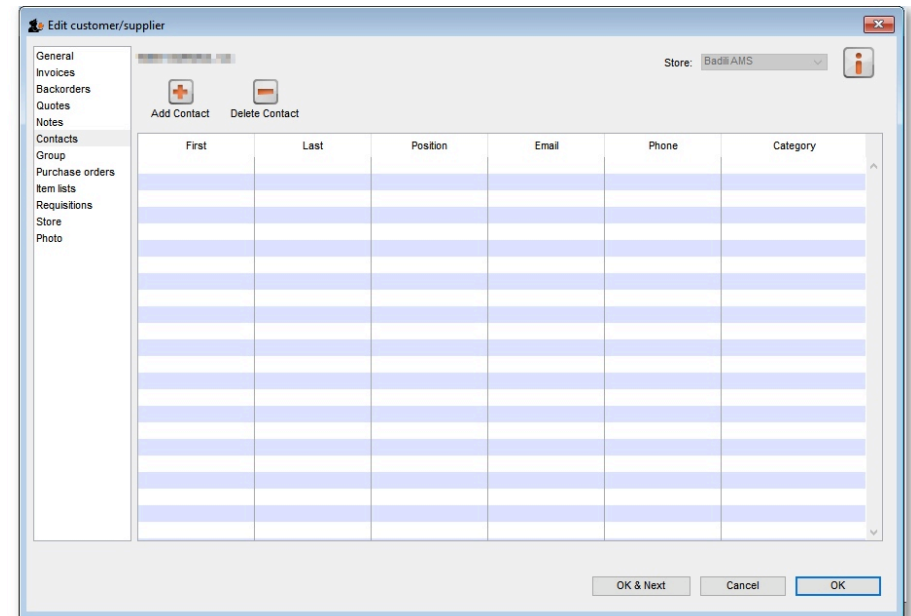 Edit customer/supplier
General
Invoices
Backorders
Quotes
Notes
Contacts
Group
Purchase orders
Item lists
Requisitions
Store
Photo
Store: Badili AMS
Add Contact Delete Contact
First Last Position Email Phone Category
OK & Next Cancel OK